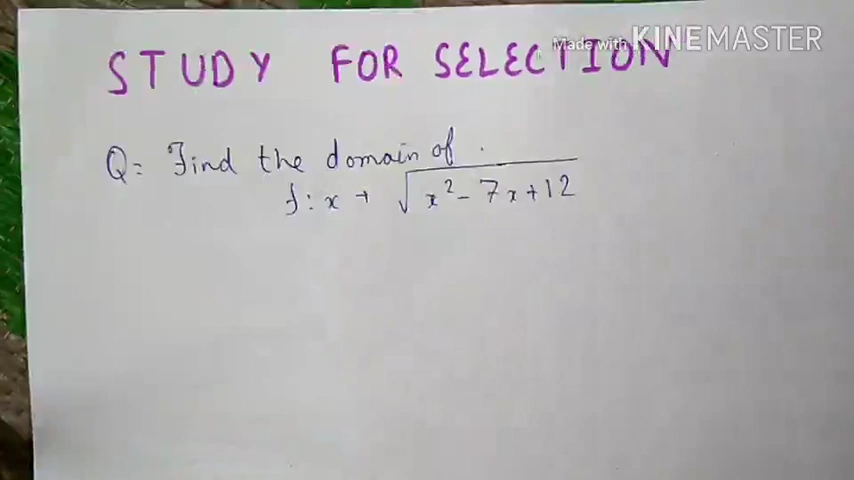 STUDY FOR SELECTION
Made with KINEMASTER
Q= Find the domain of .
f: x → √x²- 7x+12